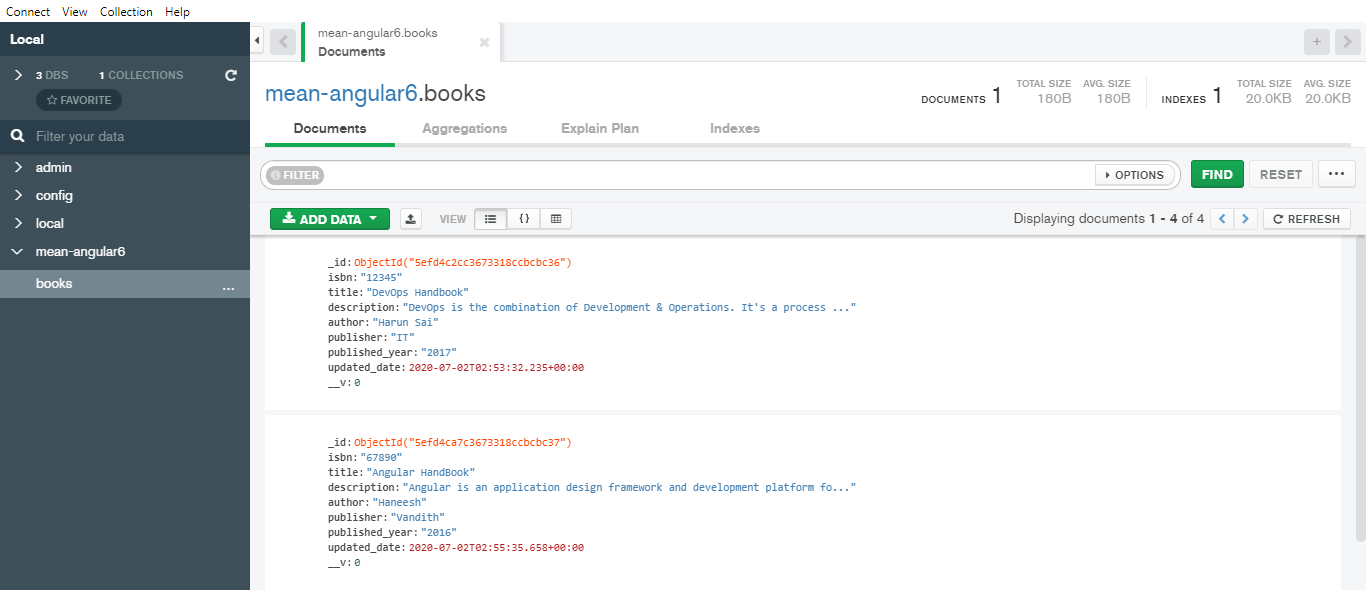 Connect View Collection Help
Local
3 DBS 1 COLLECTIONS
FAVORITE
Filter your data
admin
config
local
mean-angular6
books ...
mean-angular6.books
Documents
mean-angular6.books
DOCUMENTS 1 TOTAL SIZE 180B AVG. SIZE 180B INDEXES 1 TOTAL SIZE 20.0KB AVG. SIZE 20.0KB
Documents Aggregations Explain Plan Indexes
FILTER OPTIONS FIND RESET ...
ADD DATA VIEW {} Displaying documents 1 - 4 of 4 < > REFRESH
_id: ObjectId("5efd4c2cc3673318ccbcbc36")
isbn: "12345"
title: "DevOps Handbook"
description: "DevOps is the combination of Development & Operations. It's a process ..."
author: "Harun Sai"
publisher: "IT"
published_year: "2017"
updated_date: 2020-07-02T02:53:32.235+00:00
__v: 0
_id: ObjectId("5efd4ca7c3673318ccbcbc37")
isbn: "67890"
title: "Angular HandBook"
description: "Angular is an application design framework and development platform fo..."
author: "Haneesh"
publisher: "Vandith"
published_year: "2016"
updated_date: 2020-07-02T02:55:35.658+00:00
__v: 0